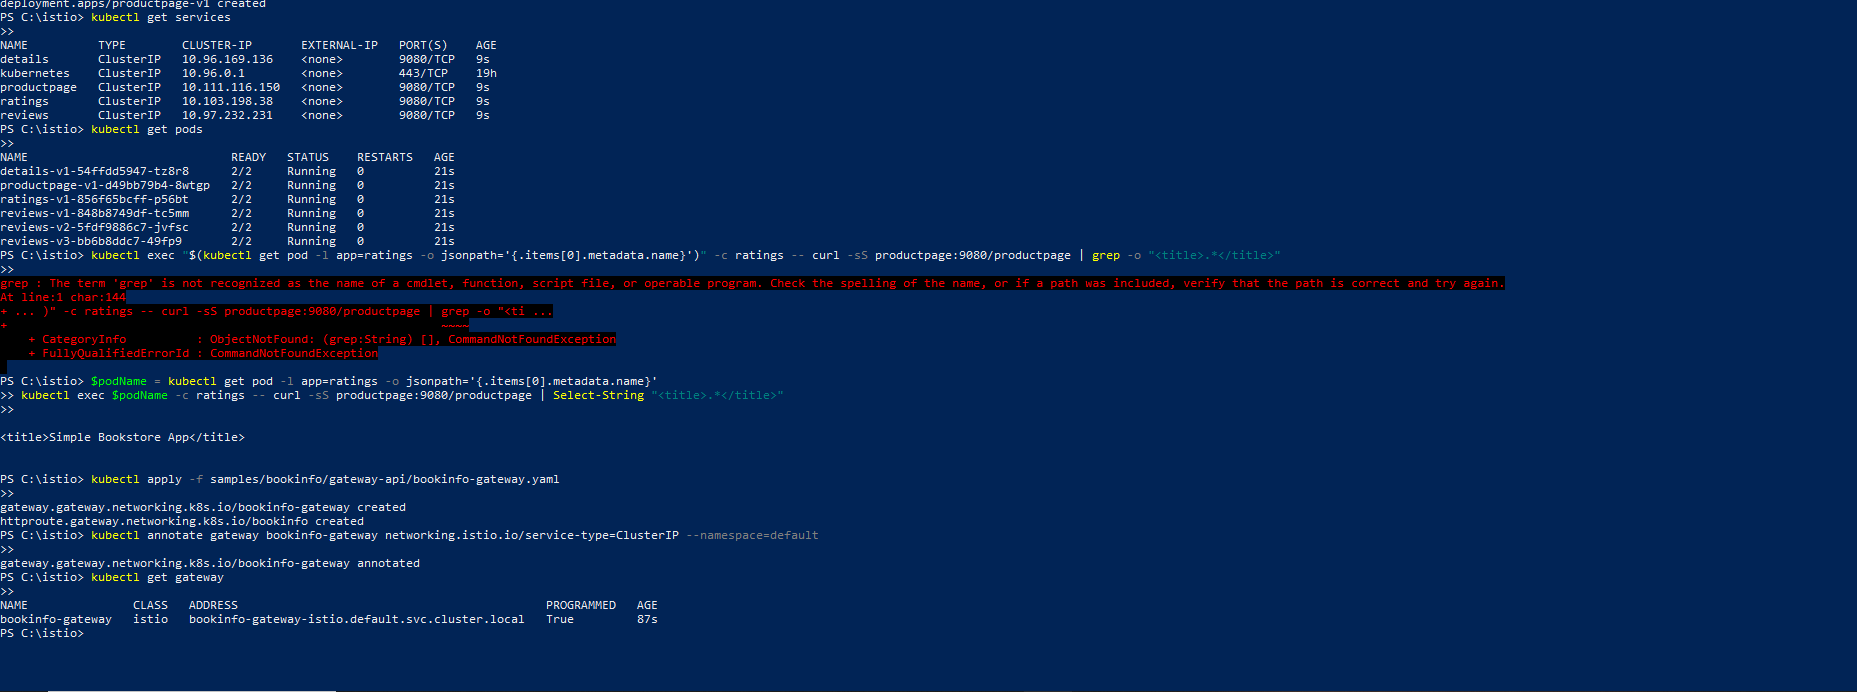 deployment.apps/productpage-v1 created
PS C:\istio> kubectl get services
>>
NAME          TYPE        CLUSTER-IP       EXTERNAL-IP   PORT(S)    AGE
details       ClusterIP   10.96.169.136    <none>        9080/TCP   9s
kubernetes    ClusterIP   10.96.0.1        <none>        443/TCP    19h
productpage   ClusterIP   10.111.116.150   <none>        9080/TCP   9s
ratings       ClusterIP   10.103.198.38    <none>        9080/TCP   9s
reviews       ClusterIP   10.97.232.231    <none>        9080/TCP   9s
PS C:\istio> kubectl get pods
>>
NAME                             READY   STATUS    RESTARTS   AGE
details-v1-54ffdd5947-tz8r8      2/2     Running   0          21s
productpage-v1-d49bb79b4-8wtgp   2/2     Running   0          21s
ratings-v1-856f65bcff-p56bt      2/2     Running   0          21s
reviews-v1-848b8749df-tc5mm      2/2     Running   0          21s
reviews-v2-5fdf9886c7-jvfsc      2/2     Running   0          21s
reviews-v3-bb6b8ddc7-49fp9       2/2     Running   0          21s
PS C:\istio> kubectl exec "$(kubectl get pod -l app=ratings -o jsonpath='{.items[0].metadata.name}')" -c ratings -- curl -sS productpage:9080/productpage | grep -o "<title>.*</title>"
>>
grep : The term 'grep' is not recognized as the name of a cmdlet, function, script file, or operable program. Check the spelling of the name, or if a path was included, verify that the path is correct and try again.
At line:1 char:144
+ ... )" -c ratings -- curl -sS productpage:9080/productpage | grep -o "<ti ...
+                                                              ~~~~
    + CategoryInfo          : ObjectNotFound: (grep:String) [], CommandNotFoundException
    + FullyQualifiedErrorId : CommandNotFoundException
PS C:\istio> $podName = kubectl get pod -l app=ratings -o jsonpath='{.items[0].metadata.name}'
>> kubectl exec $podName -c ratings -- curl -sS productpage:9080/productpage | Select-String "<title>.*</title>"
>>
<title>Simple Bookstore App</title>
PS C:\istio> kubectl apply -f samples/bookinfo/gateway-api/bookinfo-gateway.yaml
>>
gateway.gateway.networking.k8s.io/bookinfo-gateway created
httproute.gateway.networking.k8s.io/bookinfo created
PS C:\istio> kubectl annotate gateway bookinfo-gateway networking.istio.io/service-type=ClusterIP --namespace=default
>>
gateway.gateway.networking.k8s.io/bookinfo-gateway annotated
PS C:\istio> kubectl get gateway
>>
NAME               CLASS   ADDRESS                                            PROGRAMMED   AGE
bookinfo-gateway   istio   bookinfo-gateway-istio.default.svc.cluster.local   True         87s
PS C:\istio>